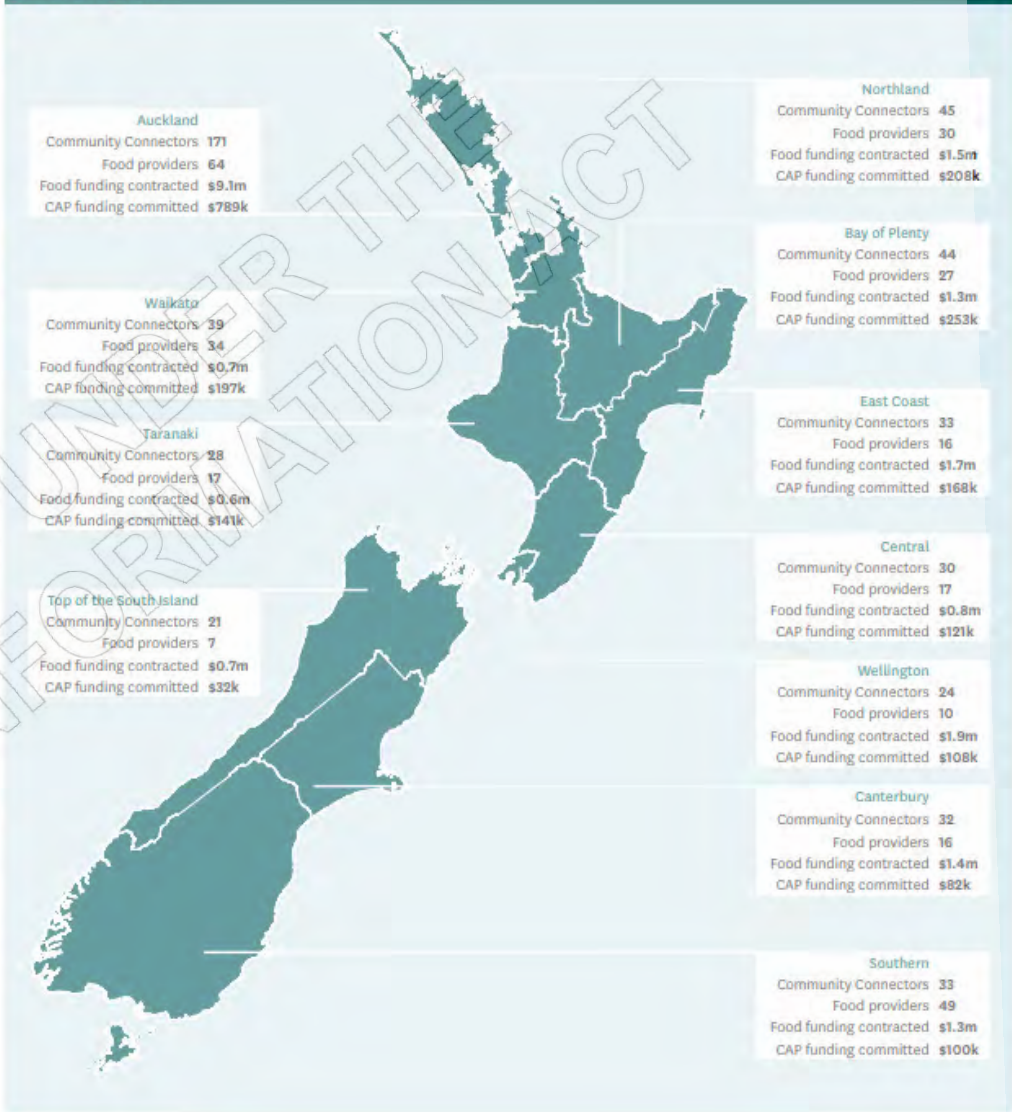 Auckland
Community Connectors 171
Food providers 64
Food funding contracted $9.1m
CAP funding committed $789k
Waikato
Community Connectors 39
Food providers 34
Food funding contracted $0.7m
CAP funding committed $197k
Taranaki
Community Connectors 28
Food providers 17
Food funding contracted $0.6m
CAP funding committed $141k
Top of the South Island
Community Connectors 21
Food providers 7
Food funding contracted $0.7m
CAP funding committed $32k
Northland
Community Connectors 45
Food providers 30
Food funding contracted $1.5m
CAP funding committed $208k
Bay of Plenty
Community Connectors 44
Food providers 27
Food funding contracted $1.3m
CAP funding committed $253k
East Coast
Community Connectors 33
Food providers 16
Food funding contracted $1.7m
CAP funding committed $168k
Central
Community Connectors 30
Food providers 17
Food funding contracted $0.8m
CAP funding committed $121k
Wellington
Community Connectors 24
Food providers 10
Food funding contracted $1.9m
CAP funding committed $108k
Canterbury
Community Connectors 32
Food providers 16
Food funding contracted $1.4m
CAP funding committed $82k
Southern
Community Connectors 33
Food providers 49
Food funding contracted $1.3m
CAP funding committed $100k
UNDER THE
INFORMATION ACT